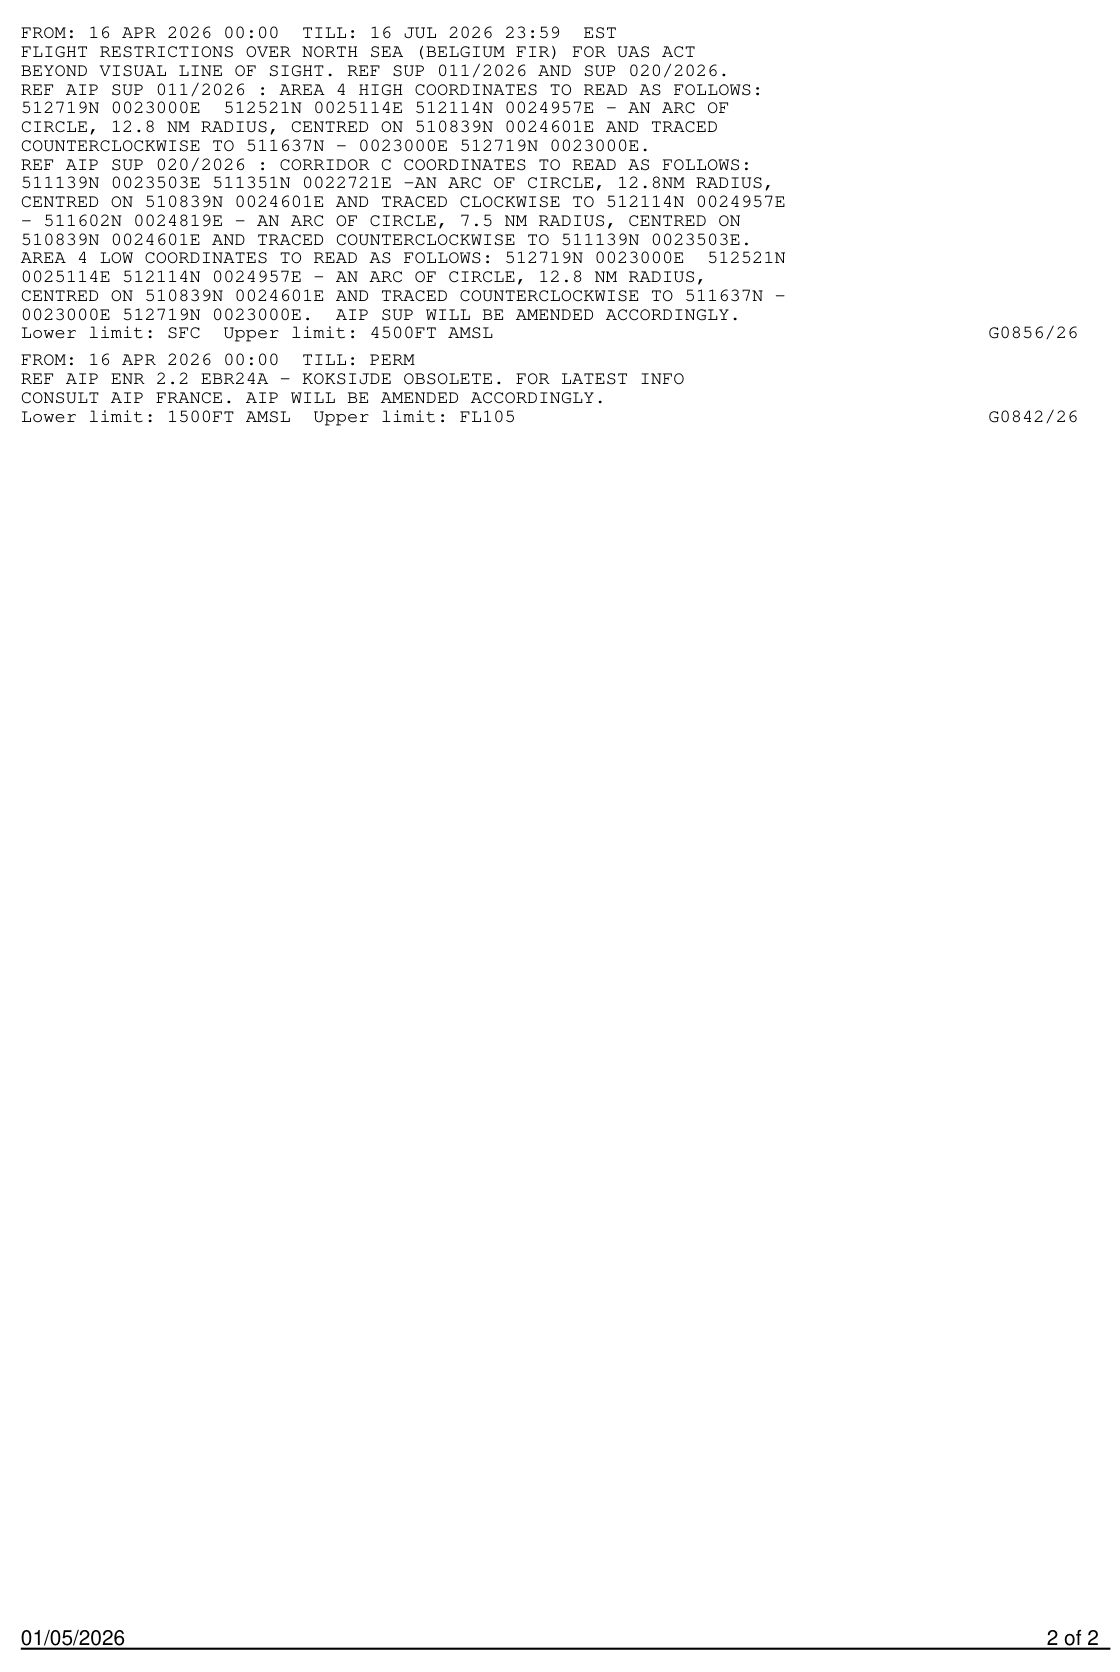 FROM: 16 APR 2026 00:00  TILL: 16 JUL 2026 23:59  EST
FLIGHT RESTRICTIONS OVER NORTH SEA (BELGIUM FIR) FOR UAS ACT
BEYOND VISUAL LINE OF SIGHT. REF SUP 011/2026 AND SUP 020/2026.
REF AIP SUP 011/2026 : AREA 4 HIGH COORDINATES TO READ AS FOLLOWS:
512719N 0023000E  512521N 0025114E 512114N 0024957E - AN ARC OF
CIRCLE, 12.8 NM RADIUS, CENTRED ON 510839N 0024601E AND TRACED
COUNTERCLOCKWISE TO 511637N - 0023000E 512719N 0023000E.
REF AIP SUP 020/2026 : CORRIDOR C COORDINATES TO READ AS FOLLOWS:
511139N 0023503E 511351N 0022721E -AN ARC OF CIRCLE, 12.8NM RADIUS,
CENTRED ON 510839N 0024601E AND TRACED CLOCKWISE TO 512114N 0024957E
- 511602N 0024819E - AN ARC OF CIRCLE, 7.5 NM RADIUS, CENTRED ON
510839N 0024601E AND TRACED COUNTERCLOCKWISE TO 511139N 0023503E.
AREA 4 LOW COORDINATES TO READ AS FOLLOWS: 512719N 0023000E  512521N
0025114E 512114N 0024957E - AN ARC OF CIRCLE, 12.8 NM RADIUS,
CENTRED ON 510839N 0024601E AND TRACED COUNTERCLOCKWISE TO 511637N -
0023000E 512719N 0023000E.  AIP SUP WILL BE AMENDED ACCORDINGLY.
Lower limit: SFC  Upper limit: 4500FT AMSL G0856/26
FROM: 16 APR 2026 00:00  TILL: PERM
REF AIP ENR 2.2 EBR24A - KOKSIJDE OBSOLETE. FOR LATEST INFO
CONSULT AIP FRANCE. AIP WILL BE AMENDED ACCORDINGLY.
Lower limit: 1500FT AMSL  Upper limit: FL105 G0842/26
01/05/2026 2 of 2